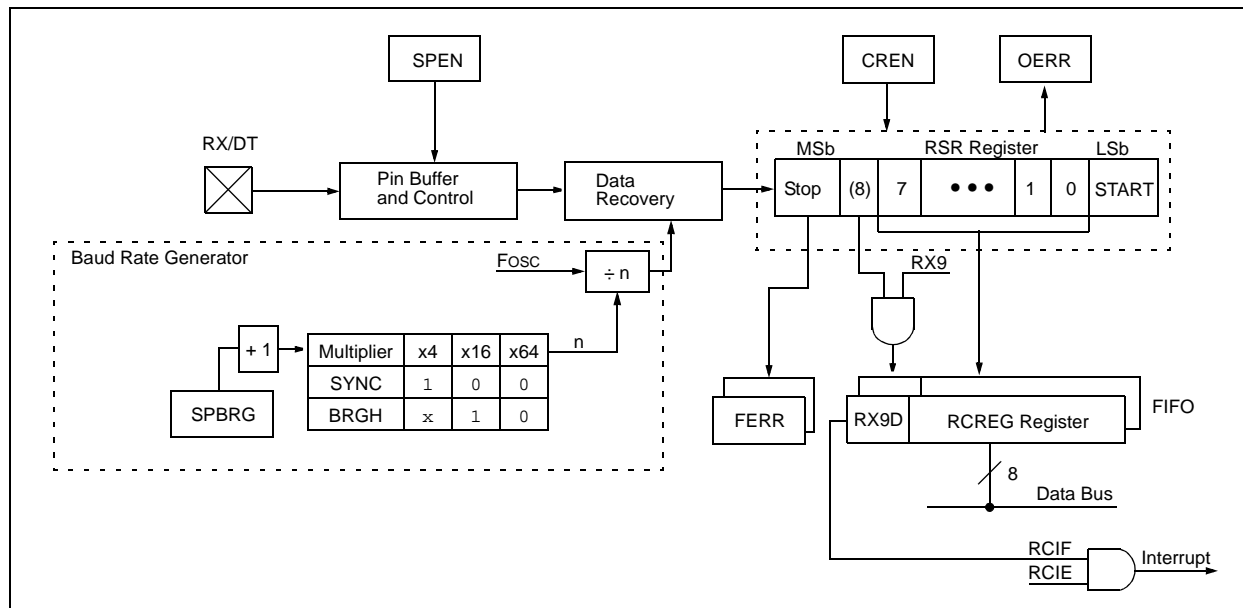 SPEN
CREN
OERR
RX/DT
Pin Buffer
and Control
Data
Recovery
MSb
RSR Register
LSb
Stop
(8)
7
• • •
1
0
START
Baud Rate Generator
FOSC
÷ n
RX9
+ 1
Multiplier x4 x16 x64
SYNC 1 0 0
BRGH x 1 0
n
SPBRG
FERR
RX9D
RCREG Register
FIFO
8
Data Bus
RCIF
RCIE
Interrupt